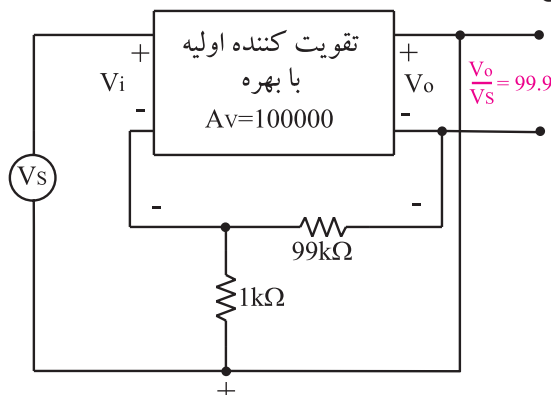 تقویت کننده اولیه
با بهره
Av=100000
+
Vi
-
+
Vo
-
Vo/Vs = 99.9
Vs
-
-
99kΩ
1kΩ
+